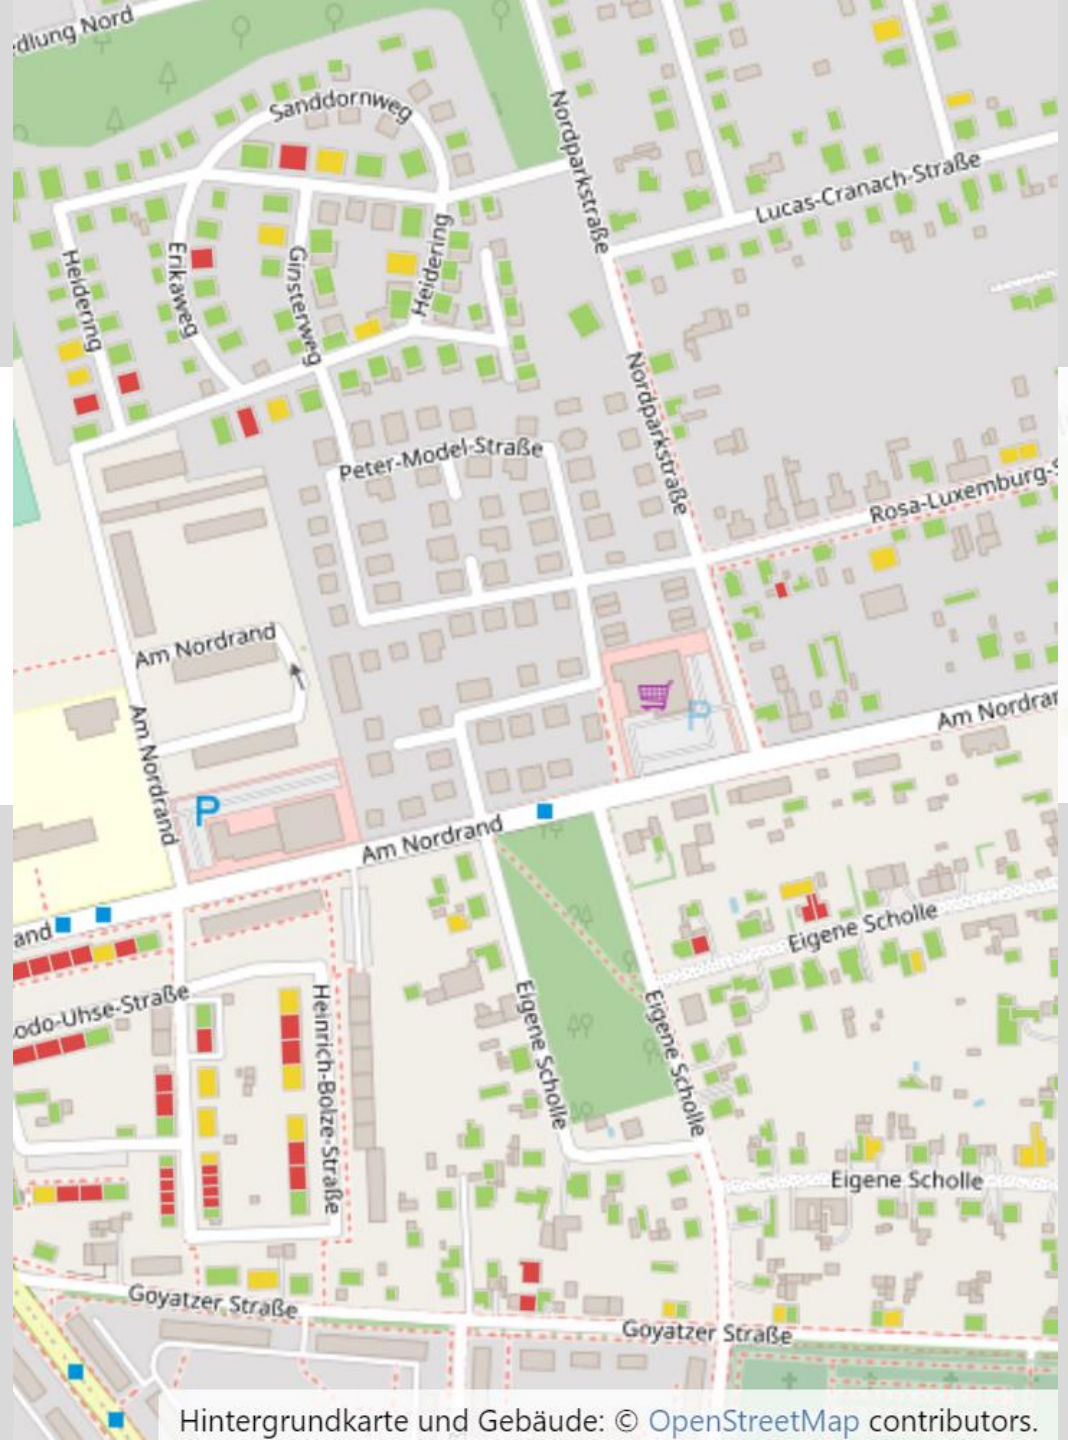 edlung Nord
Sanddornweg
Nordparkstraße
Lucas-Cranach-Straße
Heidering
Erikaweg
Ginsterweg
Heidering
Nordparkstraße
Peter-Model-Straße
Rosa-Luxemburg-S
Am Nordrand
Am Nordrand
P
Am Nordrand
P
Am Nordrand
and
Eigene Scholle
odo-Uhse-Straße
Heinrich-Bolze-Straße
Eigene Scholle
Eigene Scholle
Eigene Scholle
Goyatzer Straße
Goyatzer Straße
Hintergrundkarte und Gebäude: © OpenStreetMap contributors.